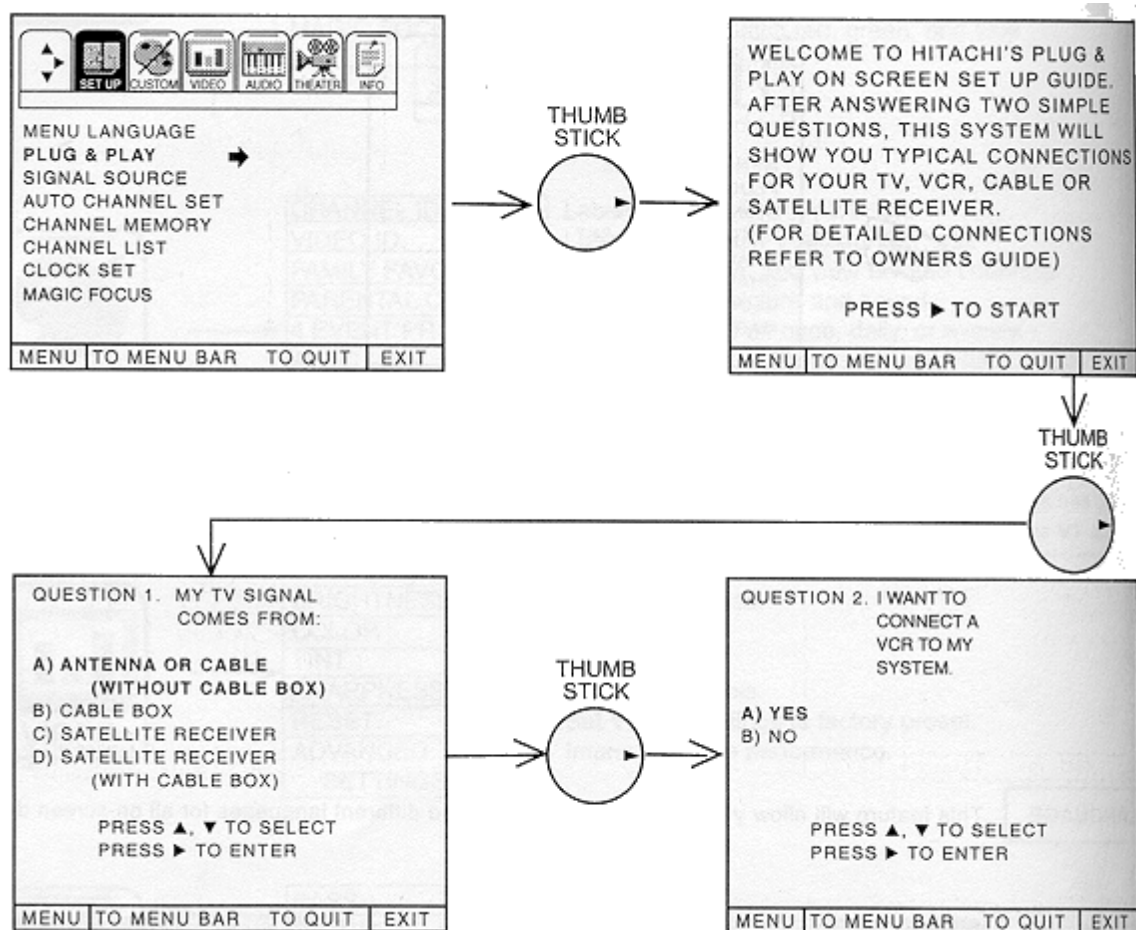 SET UP
CUSTOM
VIDEO
AUDIO
THEATER
INFO
MENU LANGUAGE
PLUG & PLAY
SIGNAL SOURCE
AUTO CHANNEL SET
CHANNEL MEMORY
CHANNEL LIST
CLOCK SET
MAGIC FOCUS
MENU TO MENU BAR TO QUIT EXIT
THUMB
STICK
WELCOME TO HITACHI'S PLUG &
PLAY ON SCREEN SET UP GUIDE.
AFTER ANSWERING TWO SIMPLE
QUESTIONS, THIS SYSTEM WILL
SHOW YOU TYPICAL CONNECTIONS
FOR YOUR TV, VCR, CABLE OR
SATELLITE RECEIVER.
(FOR DETAILED CONNECTIONS
REFER TO OWNERS GUIDE)
PRESS ▶ TO START
MENU TO MENU BAR TO QUIT EXIT
THUMB
STICK
QUESTION 1. MY TV SIGNAL
COMES FROM:
A) ANTENNA OR CABLE
(WITHOUT CABLE BOX)
B) CABLE BOX
C) SATELLITE RECEIVER
D) SATELLITE RECEIVER
(WITH CABLE BOX)
PRESS ▲, ▼ TO SELECT
PRESS ▶ TO ENTER
MENU TO MENU BAR TO QUIT EXIT
THUMB
STICK
QUESTION 2. I WANT TO
CONNECT A
VCR TO MY
SYSTEM.
A) YES
B) NO
PRESS ▲, ▼ TO SELECT
PRESS ▶ TO ENTER
MENU TO MENU BAR TO QUIT EXIT